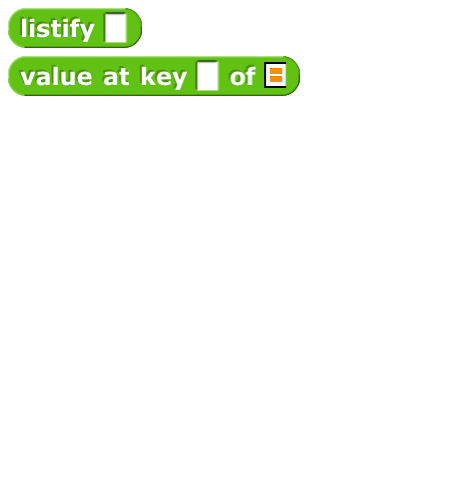 listify
value at key of